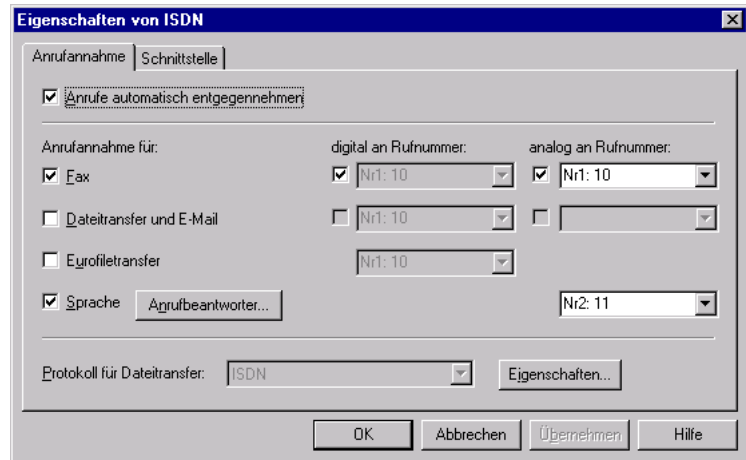 Eigenschaften von ISDN
Anrufannahme Schnittstelle
Anrufe automatisch entgegennehmen
Anrufannahme für: digital an Rufnummer: analog an Rufnummer:
Fax Nr1: 10 Nr1: 10
Dateitransfer und E-Mail Nr1: 10
Eurofiletransfer Nr1: 10
Sprache Anrufbeantworter... Nr2: 11
Protokoll für Dateitransfer: ISDN Eigenschaften...
OK Abbrechen Übernehmen Hilfe